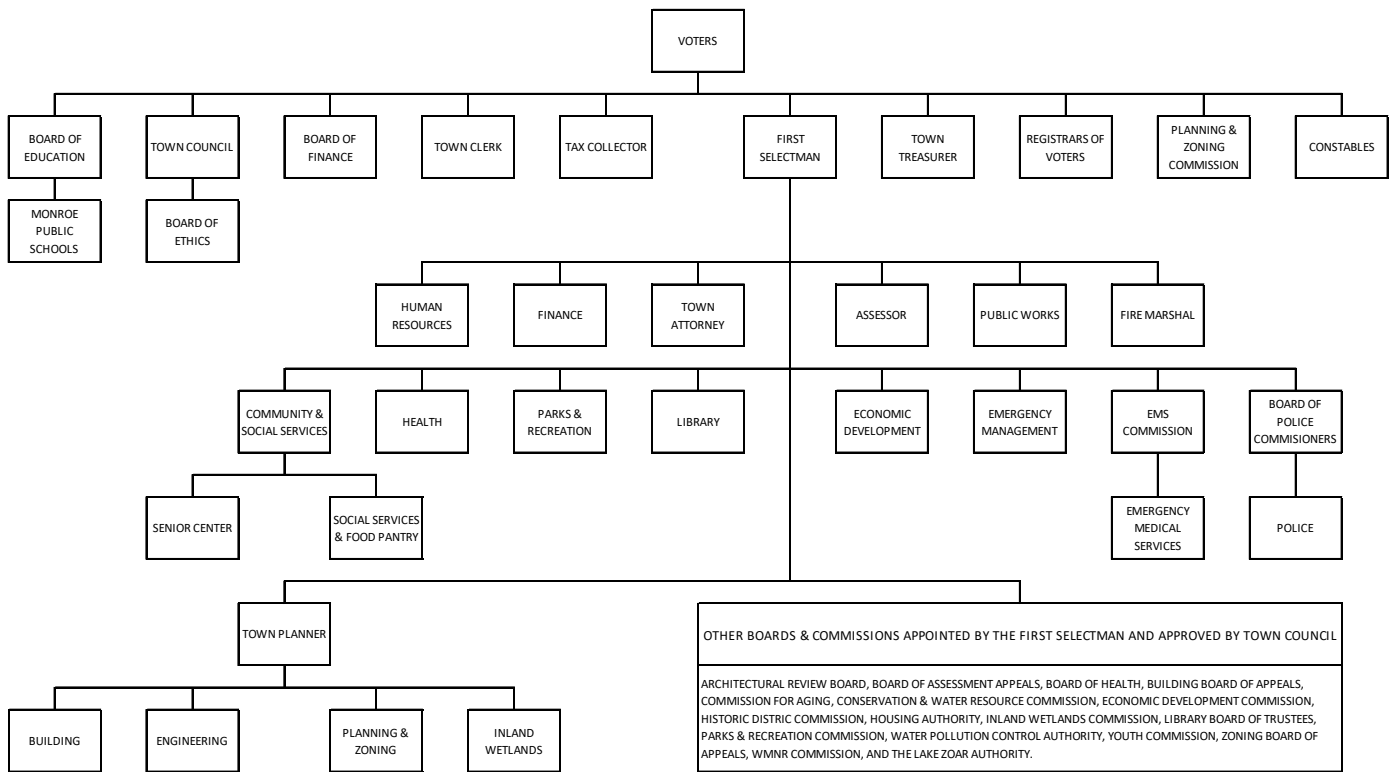 VOTERS
BOARD OF
EDUCATION
TOWN COUNCIL
BOARD OF
FINANCE
TOWN CLERK
TAX COLLECTOR
FIRST
SELECTMAN
TOWN
TREASURER
REGISTRARS OF
VOTERS
PLANNING &
ZONING
COMMISSION
CONSTABLES
MONROE
PUBLIC
SCHOOLS
BOARD OF
ETHICS
HUMAN
RESOURCES
FINANCE
TOWN
ATTORNEY
ASSESSOR
PUBLIC WORKS
FIRE MARSHAL
COMMUNITY &
SOCIAL SERVICES
HEALTH
PARKS &
RECREATION
LIBRARY
ECONOMIC
DEVELOPMENT
EMERGENCY
MANAGEMENT
EMS
COMMISSION
BOARD OF
POLICE
COMMISIONERS
SENIOR CENTER
SOCIAL SERVICES
& FOOD PANTRY
EMERGENCY
MEDICAL
SERVICES
POLICE
TOWN PLANNER
BUILDING
ENGINEERING
PLANNING &
ZONING
INLAND
WETLANDS
OTHER BOARDS & COMMISSIONS APPOINTED BY THE FIRST SELECTMAN AND APPROVED BY TOWN COUNCIL
ARCHITECTURAL REVIEW BOARD, BOARD OF ASSESSMENT APPEALS, BOARD OF HEALTH, BUILDING BOARD OF APPEALS,
COMMISSION FOR AGING, CONSERVATION & WATER RESOURCE COMMISSION, ECONOMIC DEVELOPMENT COMMISSION,
HISTORIC DISTRIC COMMISSION, HOUSING AUTHORITY, INLAND WETLANDS COMMISSION, LIBRARY BOARD OF TRUSTEES,
PARKS & RECREATION COMMISSION, WATER POLLUTION CONTROL AUTHORITY, YOUTH COMMISSION, ZONING BOARD OF
APPEALS, WMNR COMMISSION, AND THE LAKE ZOAR AUTHORITY.